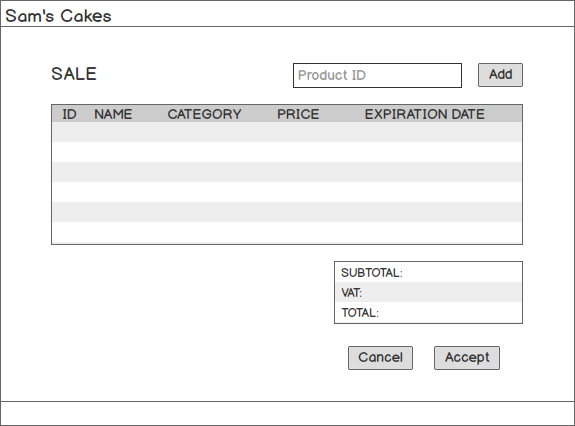 Sam's Cakes
SALE
Product ID
Add
ID NAME CATEGORY PRICE EXPIRATION DATE
SUBTOTAL:
VAT:
TOTAL:
Cancel Accept